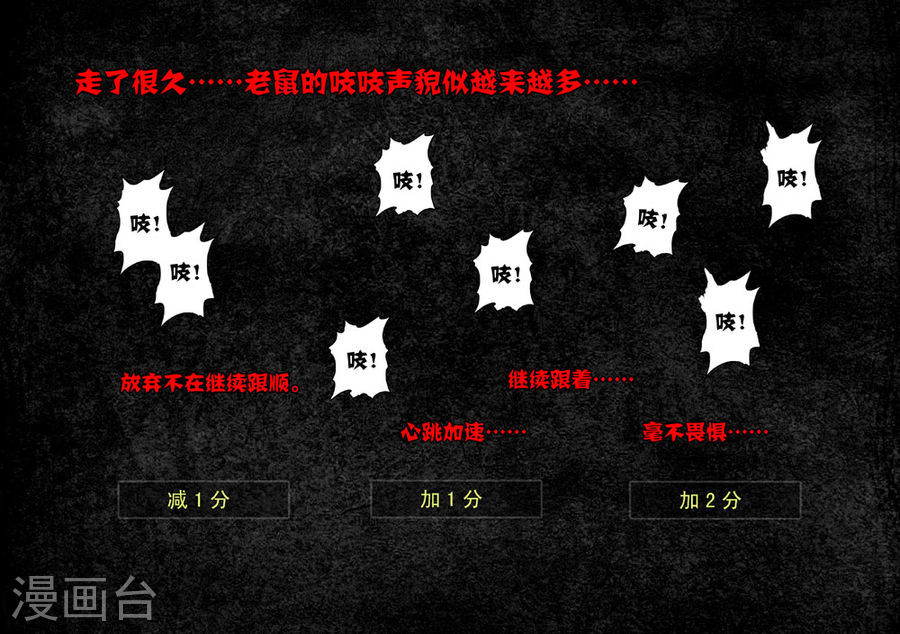 走了很久……老鼠的吱吱声貌似越来越多……
吱!
吱!
吱!
吱!
吱!
吱!
吱!
吱!
放弃不在继续跟顺。
继续跟着……
心跳加速……
毫不畏惧……
减1分
加1分
加2分
漫画台